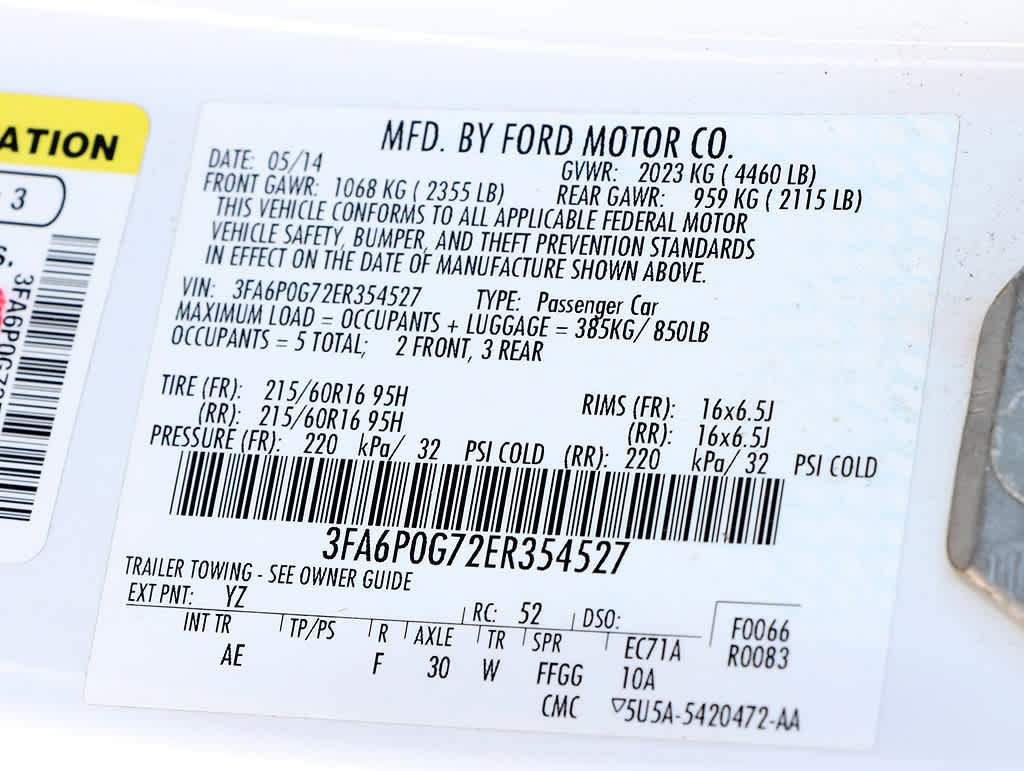 ATION
3
S.
3FA6P0G72
MFD. BY FORD MOTOR CO.
DATE: 05/14 GVWR: 2023 KG ( 4460 LB)
FRONT GAWR: 1068 KG ( 2355 LB) REAR GAWR: 959 KG ( 2115 LB)
THIS VEHICLE CONFORMS TO ALL APPLICABLE FEDERAL MOTOR
VEHICLE SAFETY, BUMPER, AND THEFT PREVENTION STANDARDS
IN EFFECT ON THE DATE OF MANUFACTURE SHOWN ABOVE.
VIN: 3FA6P0G72ER354527 TYPE: Passenger Car
MAXIMUM LOAD = OCCUPANTS + LUGGAGE = 385KG/ 850LB
OCCUPANTS = 5 TOTAL; 2 FRONT, 3 REAR
TIRE (FR): 215/60R16 95H RIMS (FR): 16x6.5J
(RR): 215/60R16 95H (RR): 16x6.5J
PRESSURE (FR): 220 kPa/ 32 PSI COLD (RR): 220 kPa/ 32 PSI COLD
3FA6P0G72ER354527
TRAILER TOWING - SEE OWNER GUIDE
EXT PNT: YZ RC: 52 DSO: F0066
INT TR TP/PS R AXLE TR SPR EC71A R0083
AE F 30 W FFGG 10A
CMC ▽5U5A-5420472-AA